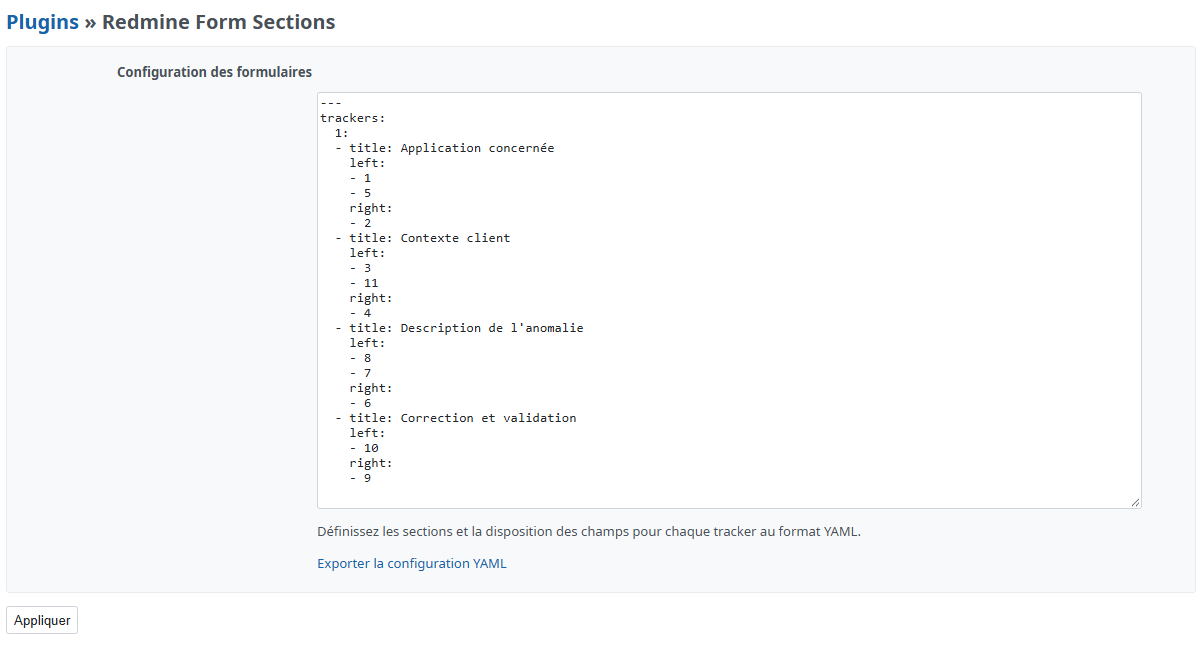 Plugins » Redmine Form Sections
Configuration des formulaires
---
trackers:
  1:
  - title: Application concernée
    left:
    - 1
    - 5
    right:
    - 2
  - title: Contexte client
    left:
    - 3
    - 11
    right:
    - 4
  - title: Description de l'anomalie
    left:
    - 8
    - 7
    right:
    - 6
  - title: Correction et validation
    left:
    - 10
    right:
    - 9
Définissez les sections et la disposition des champs pour chaque tracker au format YAML.
Exporter la configuration YAML
Appliquer